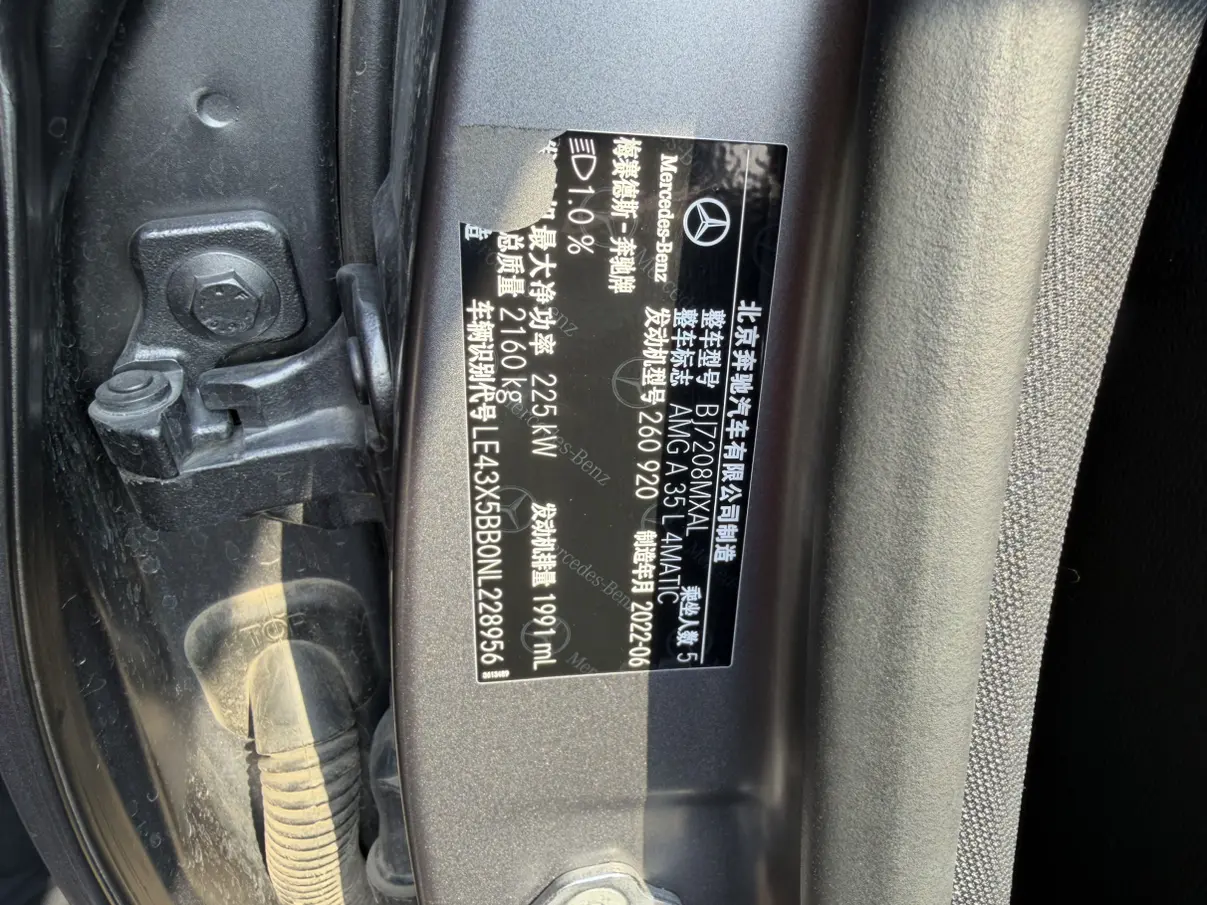 北京奔驰汽车有限公司制造
Mercedes-Benz
梅赛德斯-奔驰牌
整车型号 BJ7208MXAL
乘坐人数 5
整车标志 AMG A 35 L 4MATIC
发动机型号 260 920
制造年月 2022-06
1.0 %
最大净功率 225 kW
发动机排量 1991 mL
总质量 2160 kg
车辆识别代号 LE43X5BB0NL228956
TOP